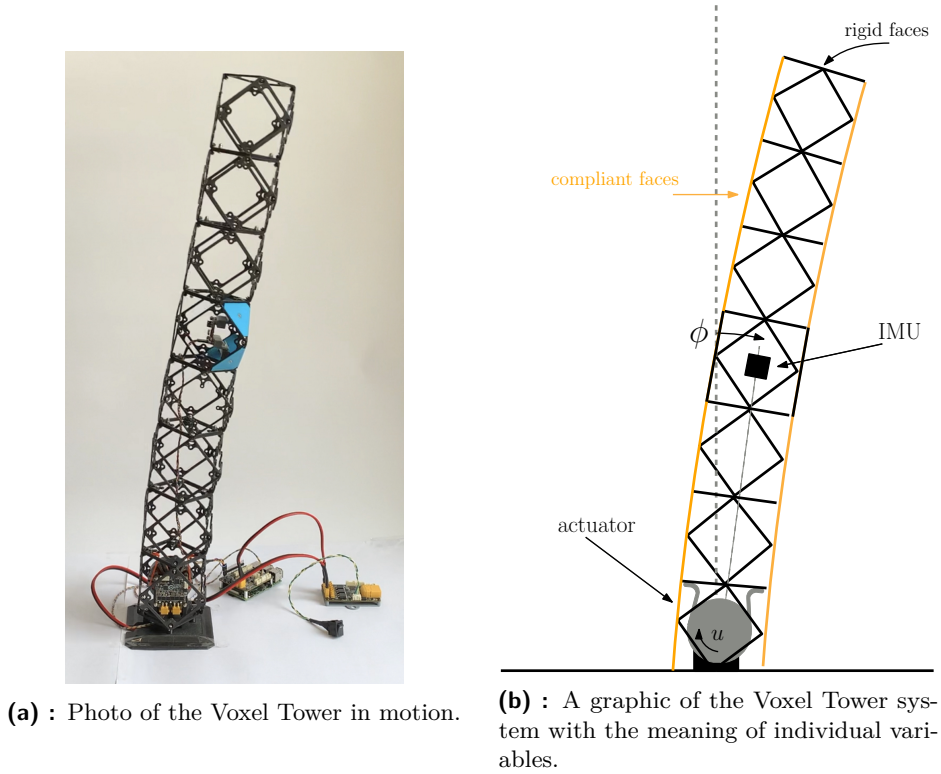 rigid faces
compliant faces
ϕ
IMU
actuator
u
(a) : Photo of the Voxel Tower in motion.
(b) : A graphic of the Voxel Tower sys-
tem with the meaning of individual vari-
ables.